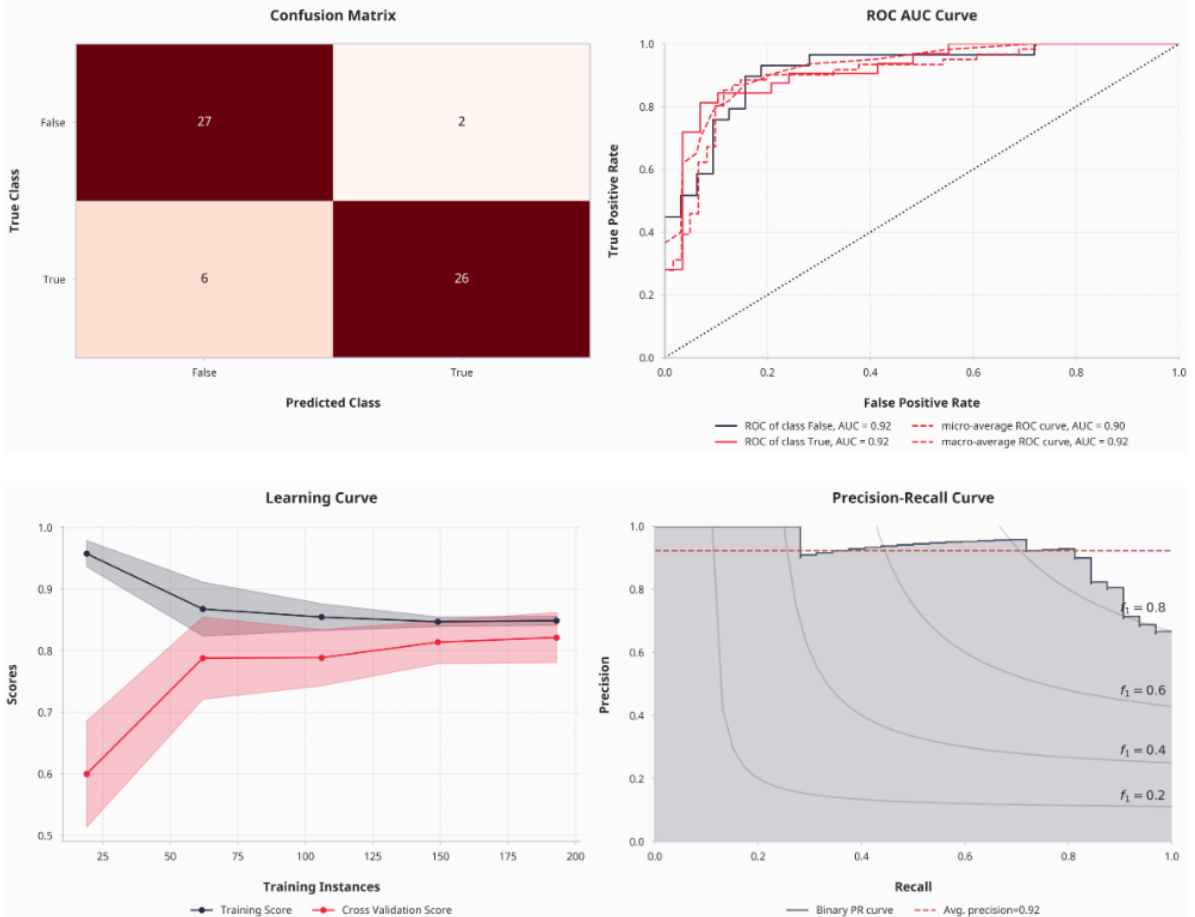 Confusion Matrix
True Class
False
27
2
True
6
26
False
True
Predicted Class
ROC AUC Curve
True Positive Rate
1.0
0.8
0.6
0.4
0.2
0.0
0.0
0.2
0.4
0.6
0.8
1.0
False Positive Rate
ROC of class False, AUC = 0.92
micro-average ROC curve, AUC = 0.90
ROC of class True, AUC = 0.92
macro-average ROC curve, AUC = 0.92
Learning Curve
Scores
1.0
0.9
0.8
0.7
0.6
0.5
25
50
75
100
125
150
175
200
Training Instances
Training Score
Cross Validation Score
Precision-Recall Curve
Precision
1.0
0.8
0.6
0.4
0.2
0.0
f₁ = 0.8
f₁ = 0.6
f₁ = 0.4
f₁ = 0.2
0.0
0.2
0.4
0.6
0.8
1.0
Recall
Binary PR curve
Avg. precision=0.92